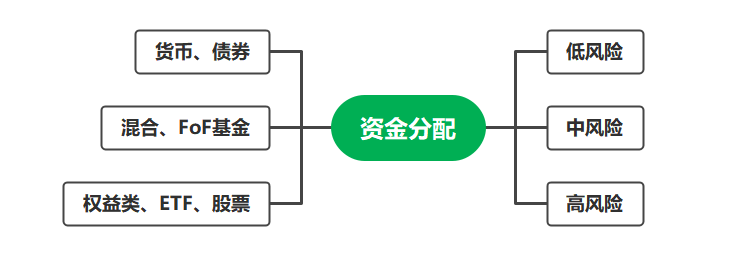 货币、债券
混合、FoF基金
权益类、ETF、股票
资金分配
低风险
中风险
高风险